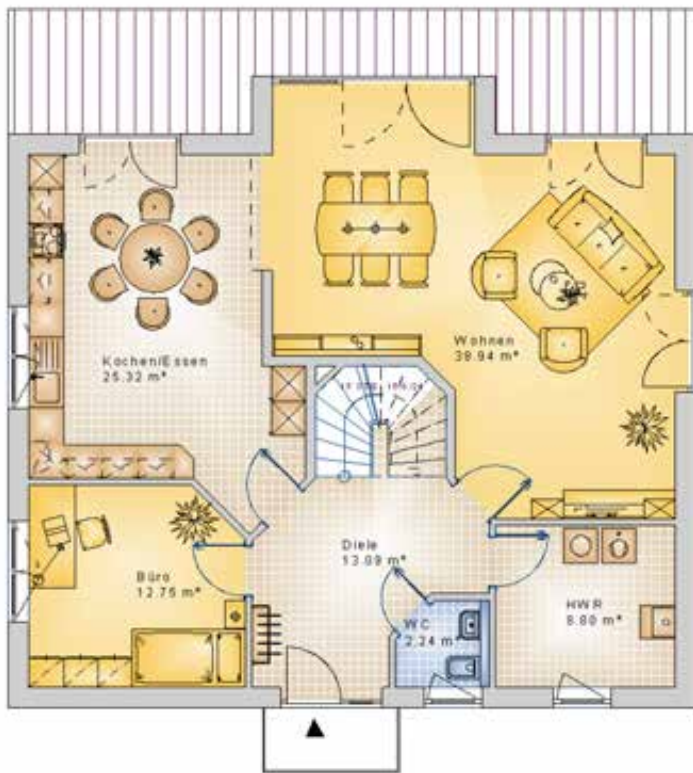 Wohnen
39.94 m²
Kochen/Essen
25.32 m²
Diele
13.09 m²
Büro
12.75 m²
WC
2.24 m²
HWR
8.80 m²